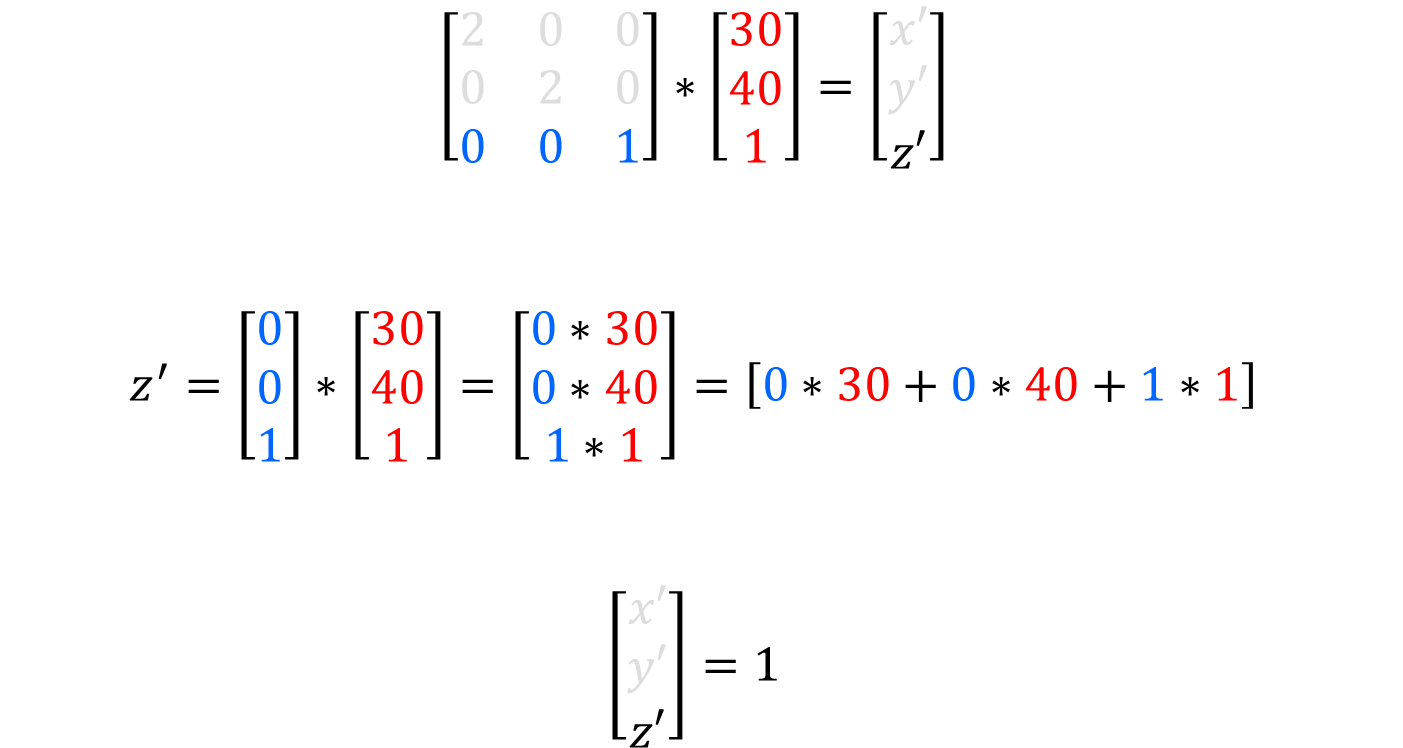 [2 0 0; 0 2 0; 0 0 1] * [30; 40; 1] = [x′; y′; z′]
z′ = [0; 0; 1] * [30; 40; 1] = [0 * 30; 0 * 40; 1 * 1] = [0 * 30 + 0 * 40 + 1 * 1]
[x′; y′; z′] = 1